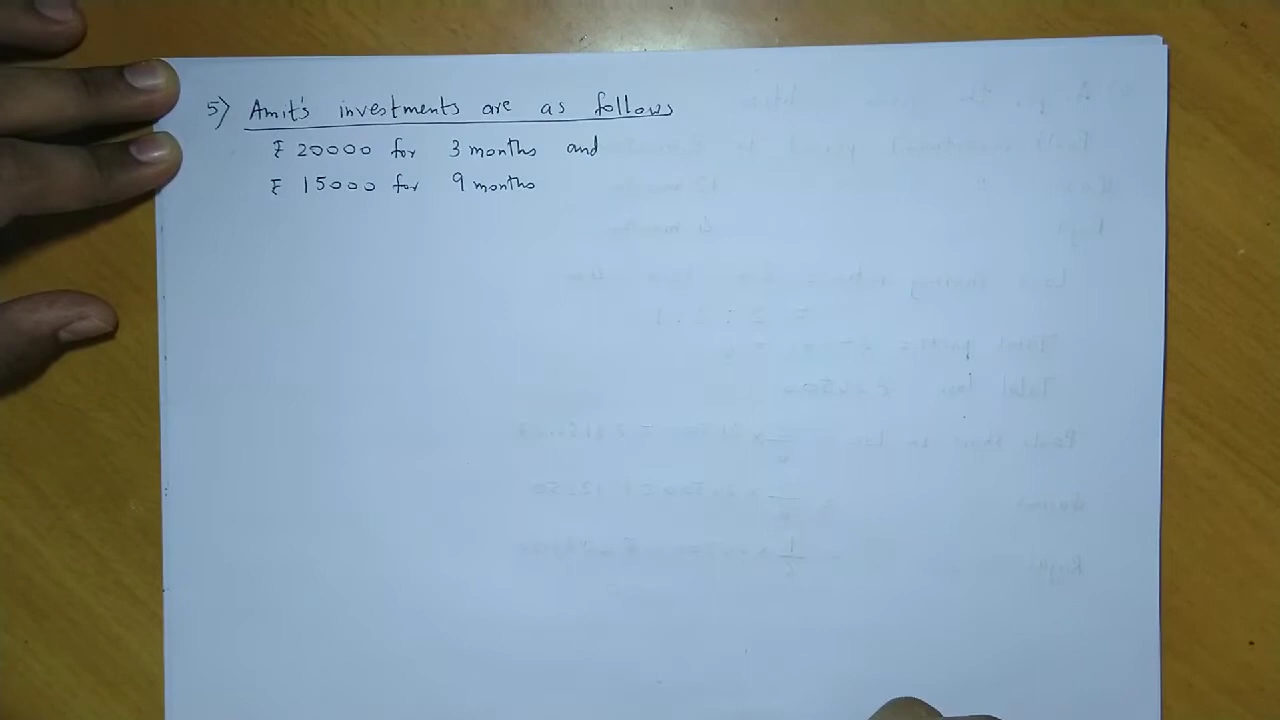 5) Amit's investments are as follows
₹ 20000 for 3 months and
₹ 15000 for 9 months